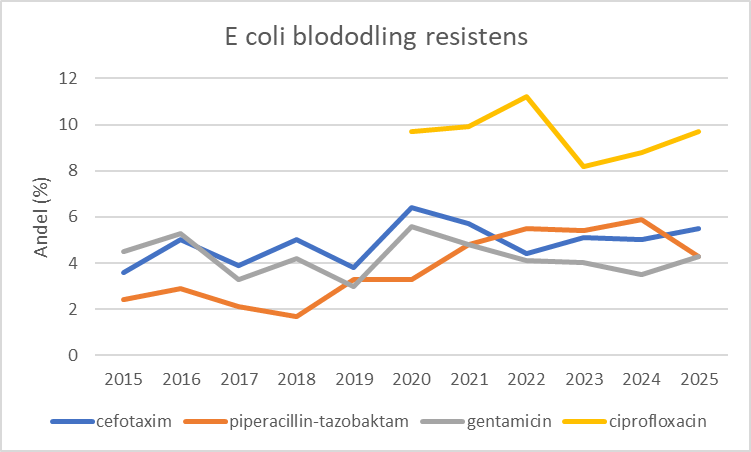 E coli blododling resistens
12
10
8
6
4
2
0
Andel (%)
2015 2016 2017 2018 2019 2020 2021 2022 2023 2024 2025
cefotaxim piperacillin-tazobaktam gentamicin ciprofloxacin